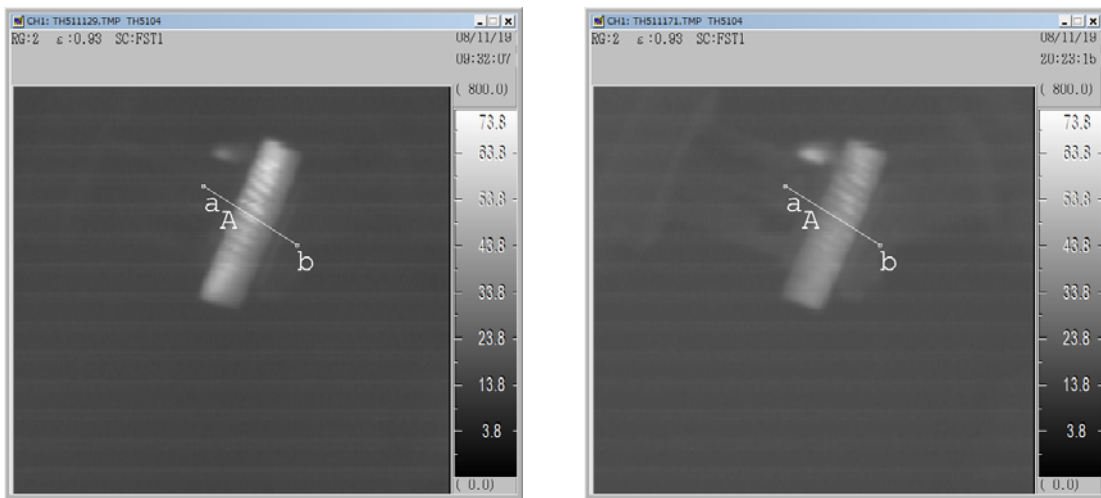 CH1: TH511129.TMP TH5104
RG:2 ε:0.93 SC:FST1
08/11/19
09:32:07
( 800.0)
73.8
63.8
53.8
43.8
33.8
23.8
13.8
3.8
( 0.0)
a
A
b
CH1: TH511171.TMP TH5104
RG:2 ε:0.93 SC:FST1
08/11/19
20:23:16
( 800.0)
73.8
63.8
53.8
43.8
33.8
23.8
13.8
3.8
( 0.0)
a
A
b